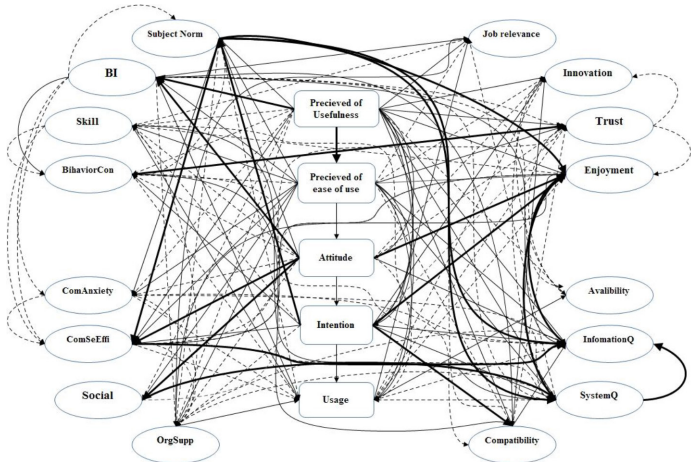 Subject Norm
Job relevance
BI
Innovation
Precieved of
Usefulness
Skill
Trust
BihaviorCon
Precieved of
ease of use
Enjoyment
Attitude
ComAnxiety
Avalibility
Intention
ComSeEffi
InfomationQ
Social
Usage
SystemQ
OrgSupp
Compatibility